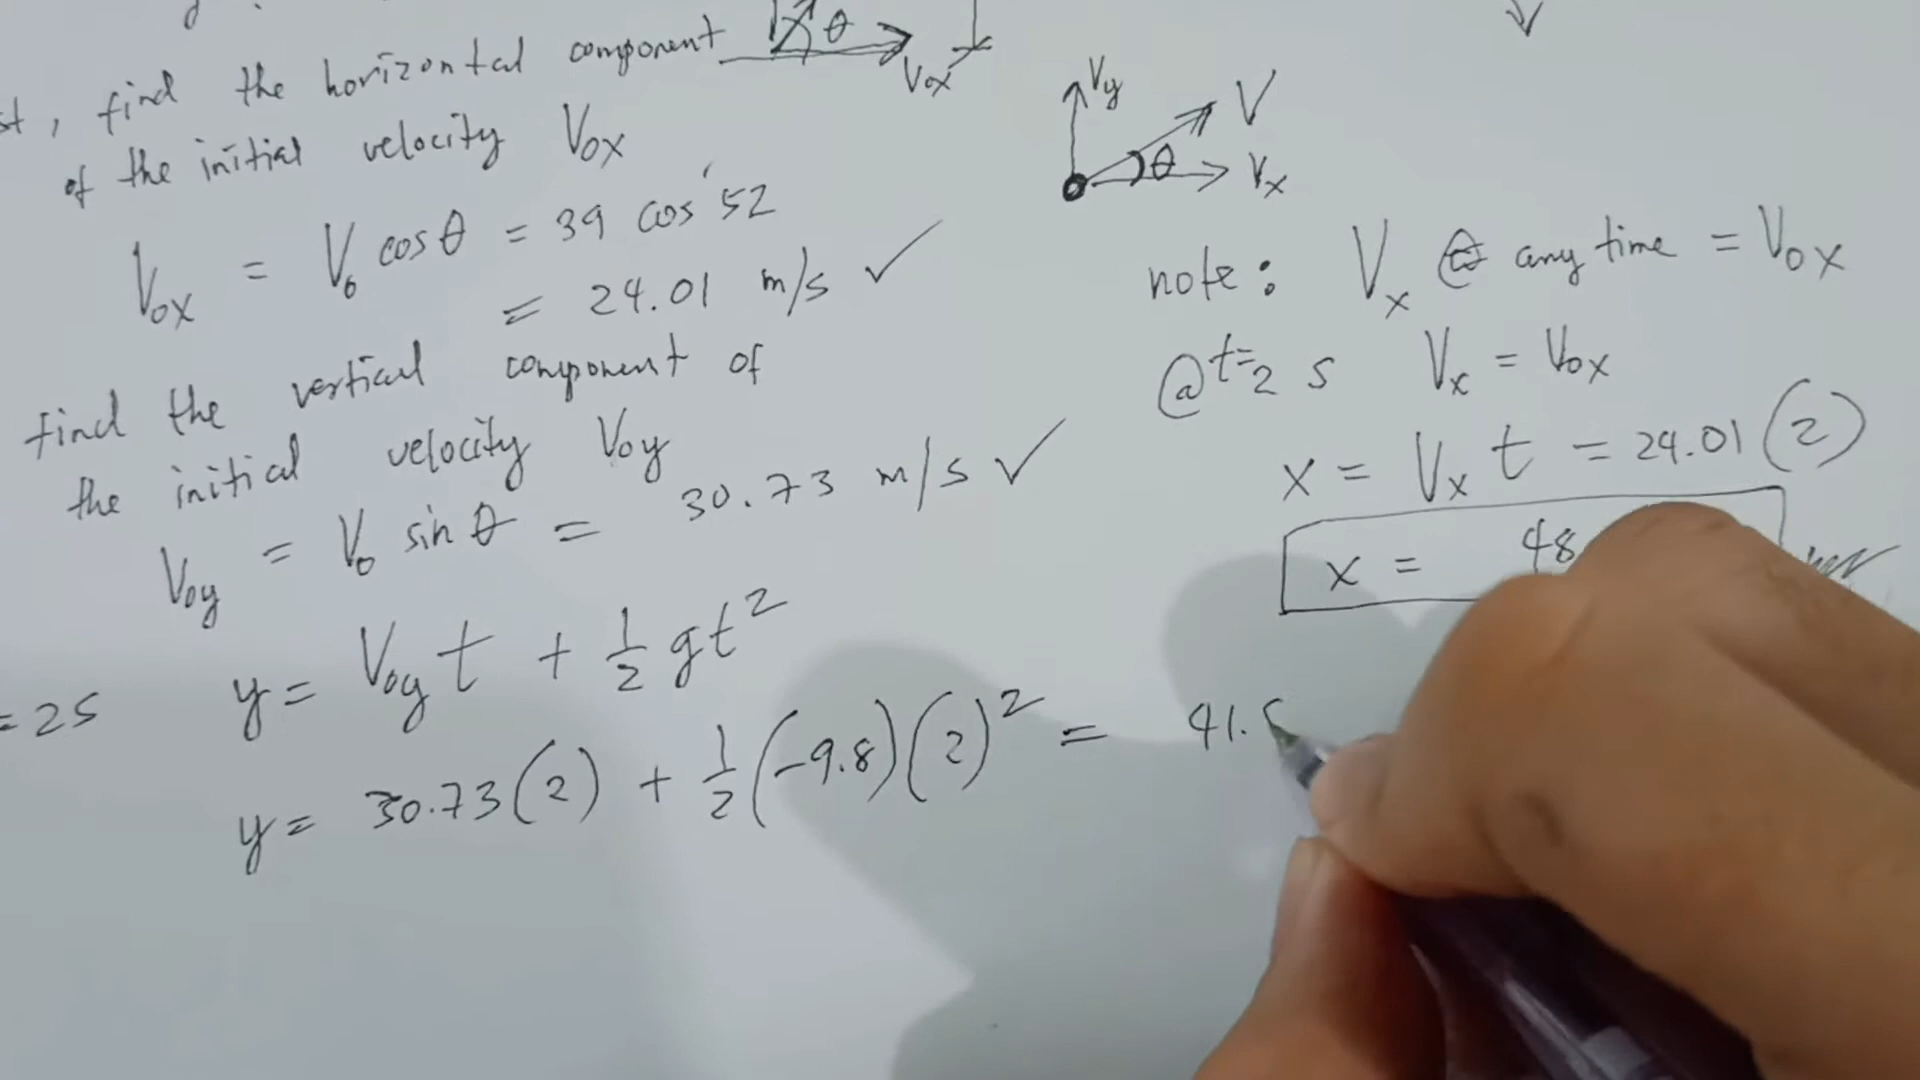 θ
Vox
find the horizontal component
of the initial velocity Vox
Vox = Vo cosθ = 39 cos 52
= 24.01 m/s ✓
find the vertical component of
the initial velocity Voy
Voy = Vo sin θ = 30.73 m/s ✓
= 2s
y = Voy t + 1/2 gt²
y = 30.73(2) + 1/2 (-9.8)(2)² = 41.
Vy
V
θ
Vx
note: Vx @ any time = Vox
@t=2 s Vx = Vox
x = Vx t = 24.01 (2)
x = 48